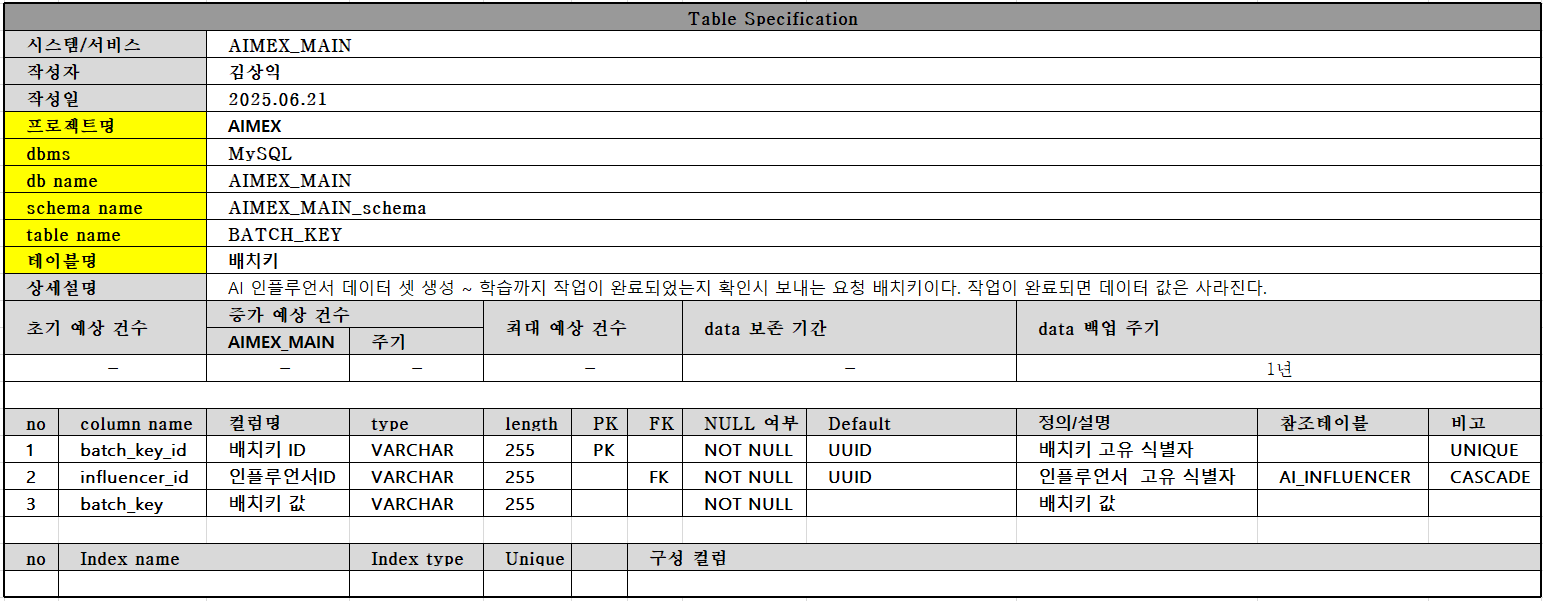 Table Specification
시스템/서비스 AIMEX_MAIN
작성자 김상익
작성일 2025.06.21
프로젝트명 AIMEX
dbms MySQL
db name AIMEX_MAIN
schema name AIMEX_MAIN_schema
table name BATCH_KEY
테이블명 배치키
상세설명 AI 인플루언서 데이터 셋 생성 ~ 학습까지 작업이 완료되었는지 확인시 보내는 요청 배치키이다. 작업이 완료되면 데이터 값은 사라진다.
초기 예상 건수 증가 예상 건수 최대 예상 건수 data 보존 기간 data 백업 주기
AIMEX_MAIN 주기
– – – – – 1년
no column name 컬럼명 type length PK FK NULL 여부 Default 정의/설명 참조테이블 비고
1 batch_key_id 배치키 ID VARCHAR 255 PK NOT NULL UUID 배치키 고유 식별자 UNIQUE
2 influencer_id 인플루언서ID VARCHAR 255 FK NOT NULL UUID 인플루언서 고유 식별자 AI_INFLUENCER CASCADE
3 batch_key 배치키 값 VARCHAR 255 NOT NULL 배치키 값
no Index name Index type Unique 구성 컬럼